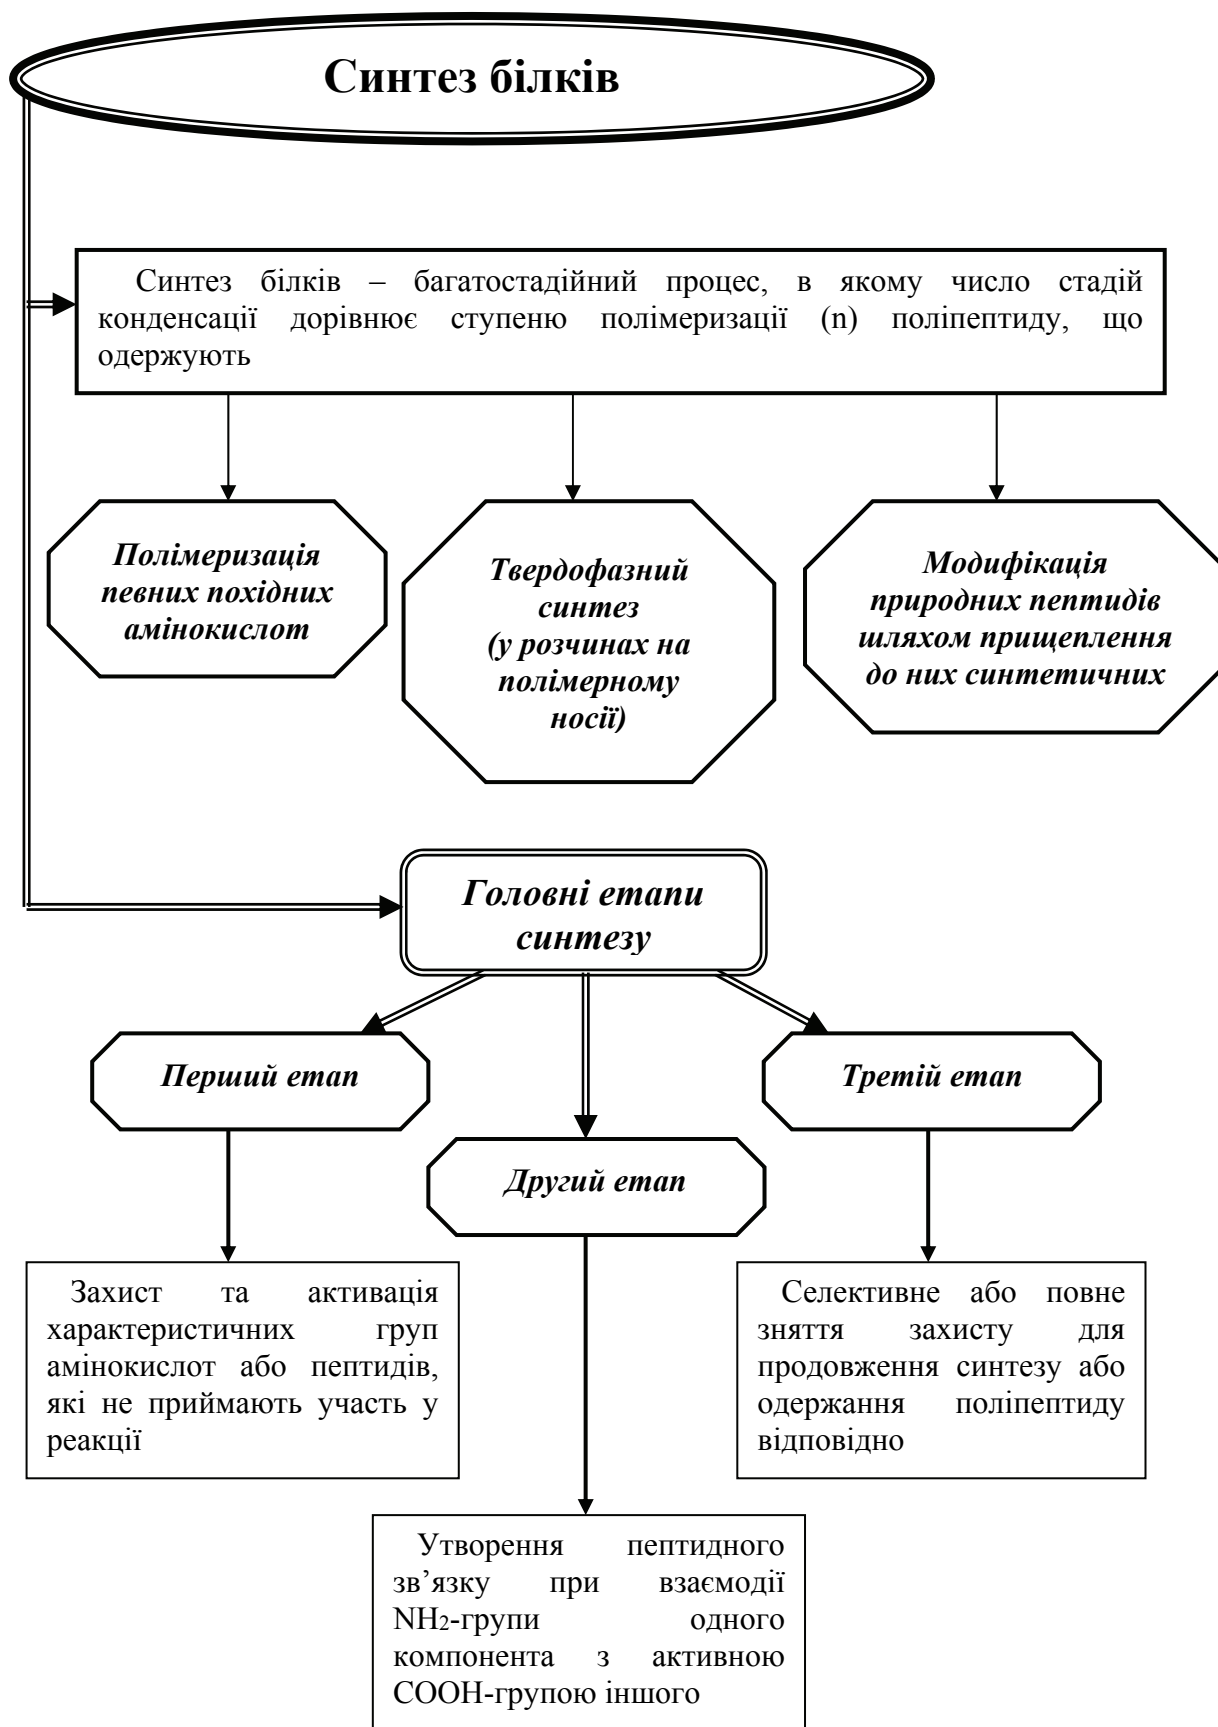 Синтез білків
Синтез білків – багатостадійний процес, в якому число стадій
конденсації дорівнює ступеню полімеризації (n) поліпептиду, що
одержують
Полімеризація
певних похідних
амінокислот
Твердофазний
синтез
(у розчинах на
полімерному
носії)
Модифікація
природних пептидів
шляхом прищеплення
до них синтетичних
Головні етапи
синтезу
Перший етап
Другий етап
Третій етап
Захист та активація
характеристичних груп
амінокислот або пептидів,
які не приймають участь у
реакції
Селективне або повне
зняття захисту для
продовження синтезу або
одержання поліпептиду
відповідно
Утворення пептидного
зв’язку при взаємодії
NH2-групи одного
компонента з активною
COOH-групою іншого